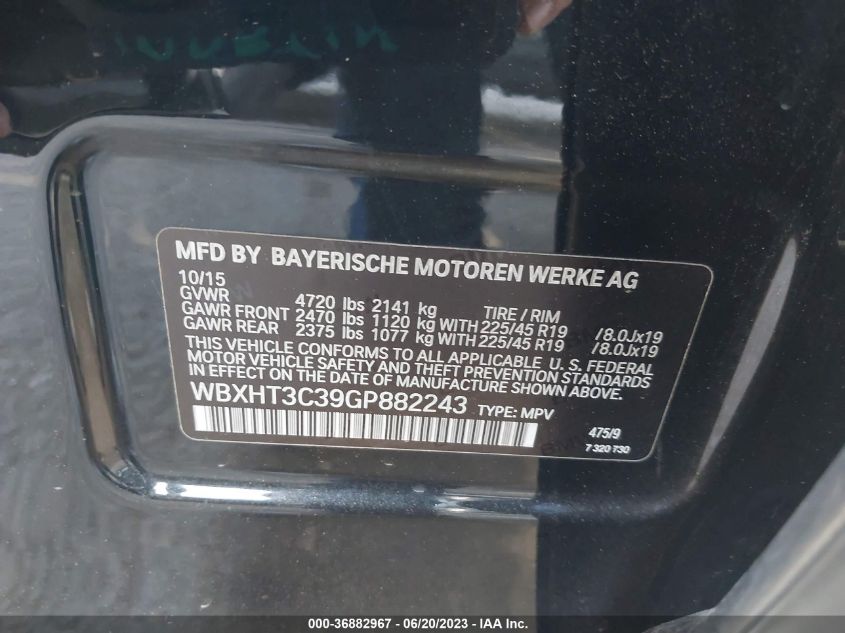 MFD BY BAYERISCHE MOTOREN WERKE AG
10/15
GVWR 4720 lbs 2141 kg TIRE / RIM
GAWR FRONT 2470 lbs 1120 kg WITH 225/45 R19 /8.0Jx19
GAWR REAR 2375 lbs 1077 kg WITH 225/45 R19 /8.0Jx19
THIS VEHICLE CONFORMS TO ALL APPLICABLE U. S. FEDERAL
MOTOR VEHICLE SAFETY AND THEFT PREVENTION STANDARDS
IN EFFECT ON THE DATE OF MANUFACTURE SHOWN ABOVE.
WBXHT3C39GP882243 TYPE: MPV
475/9
7 320 730
000-36882967 - 06/20/2023 - IAA Inc.